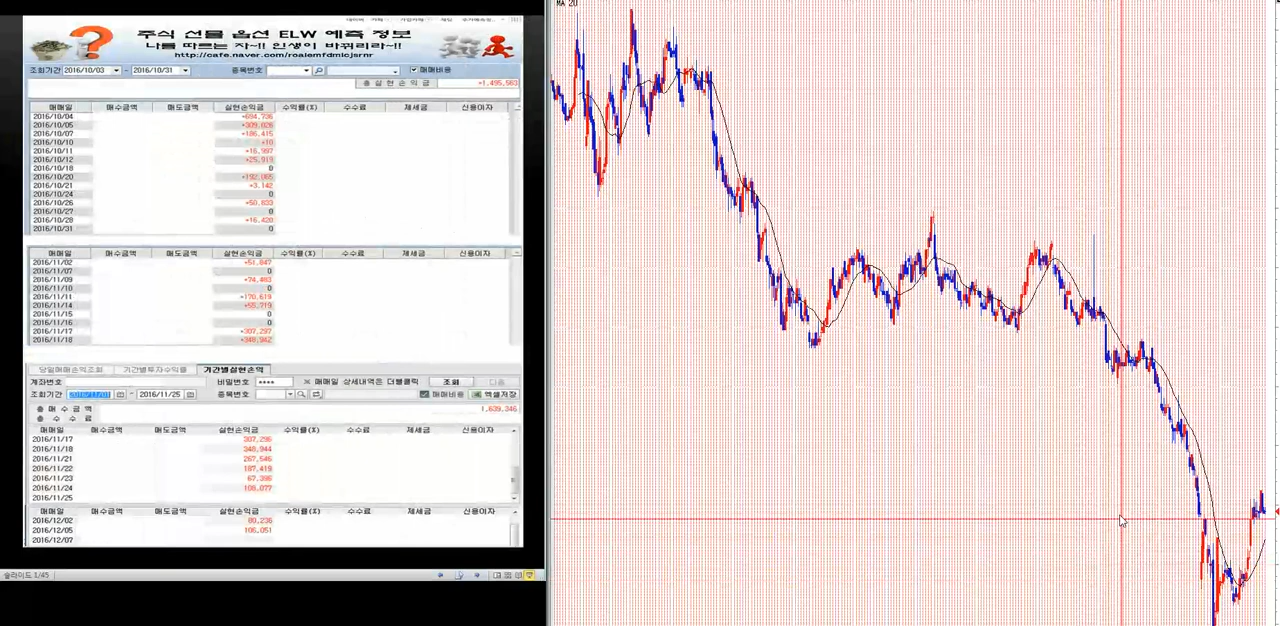 MA 20
주식 선물 옵션 ELW 예측 정보
나를 따르는 자~!! 인생이 바뀌리라~!!
조회기간 2016/10/03 ~ 2016/10/31 종목번호 매매비용
총 실 현 손 익 금 +1,495,563
매매일 매수금액 매도금액 실현손익금 수익률(%) 수수료 제세금 신용이자
2016/10/04 +694,736
2016/10/05 +309,026
2016/10/07 +186,415
2016/10/10 +10
2016/10/11 +16,997
2016/10/12 +25,919
2016/10/18 0
2016/10/20 +192,065
2016/10/21 +3,142
2016/10/24 0
2016/10/26 +50,833
2016/10/27 0
2016/10/28 +16,420
2016/10/31 0
매매일 매수금액 매도금액 실현손익금 수익률(%) 수수료 제세금 신용이자
2016/11/02 +51,847
2016/11/07 0
2016/11/09 +74,483
2016/11/10 0
2016/11/11 +170,619
2016/11/14 +55,719
2016/11/15 0
2016/11/16 0
2016/11/17 +307,297
2016/11/18 +348,942
당일매매손익조회 기간별투자수익률 기간별실현손익
계좌번호 비밀번호 **** ※ 매매일 상세내역은 더블클릭 조회 다음
조회기간 2016/11/01 ~ 2016/11/25 종목번호 매매비용 엑셀저장
총 매 수 금 액 1,639,346
총 수 수 료
매매일 매수금액 매도금액 실현손익금 수익률(%) 수수료 제세금 신용이자
2016/11/17 307,296
2016/11/18 348,944
2016/11/21 267,546
2016/11/22 187,419
2016/11/23 67,396
2016/11/24 108,077
2016/11/25
매매일 매수금액 매도금액 실현손익금 수익률(%) 수수료 제세금 신용이자
2016/12/02 80,236
2016/12/05 106,051
2016/12/07
슬라이드 1/45